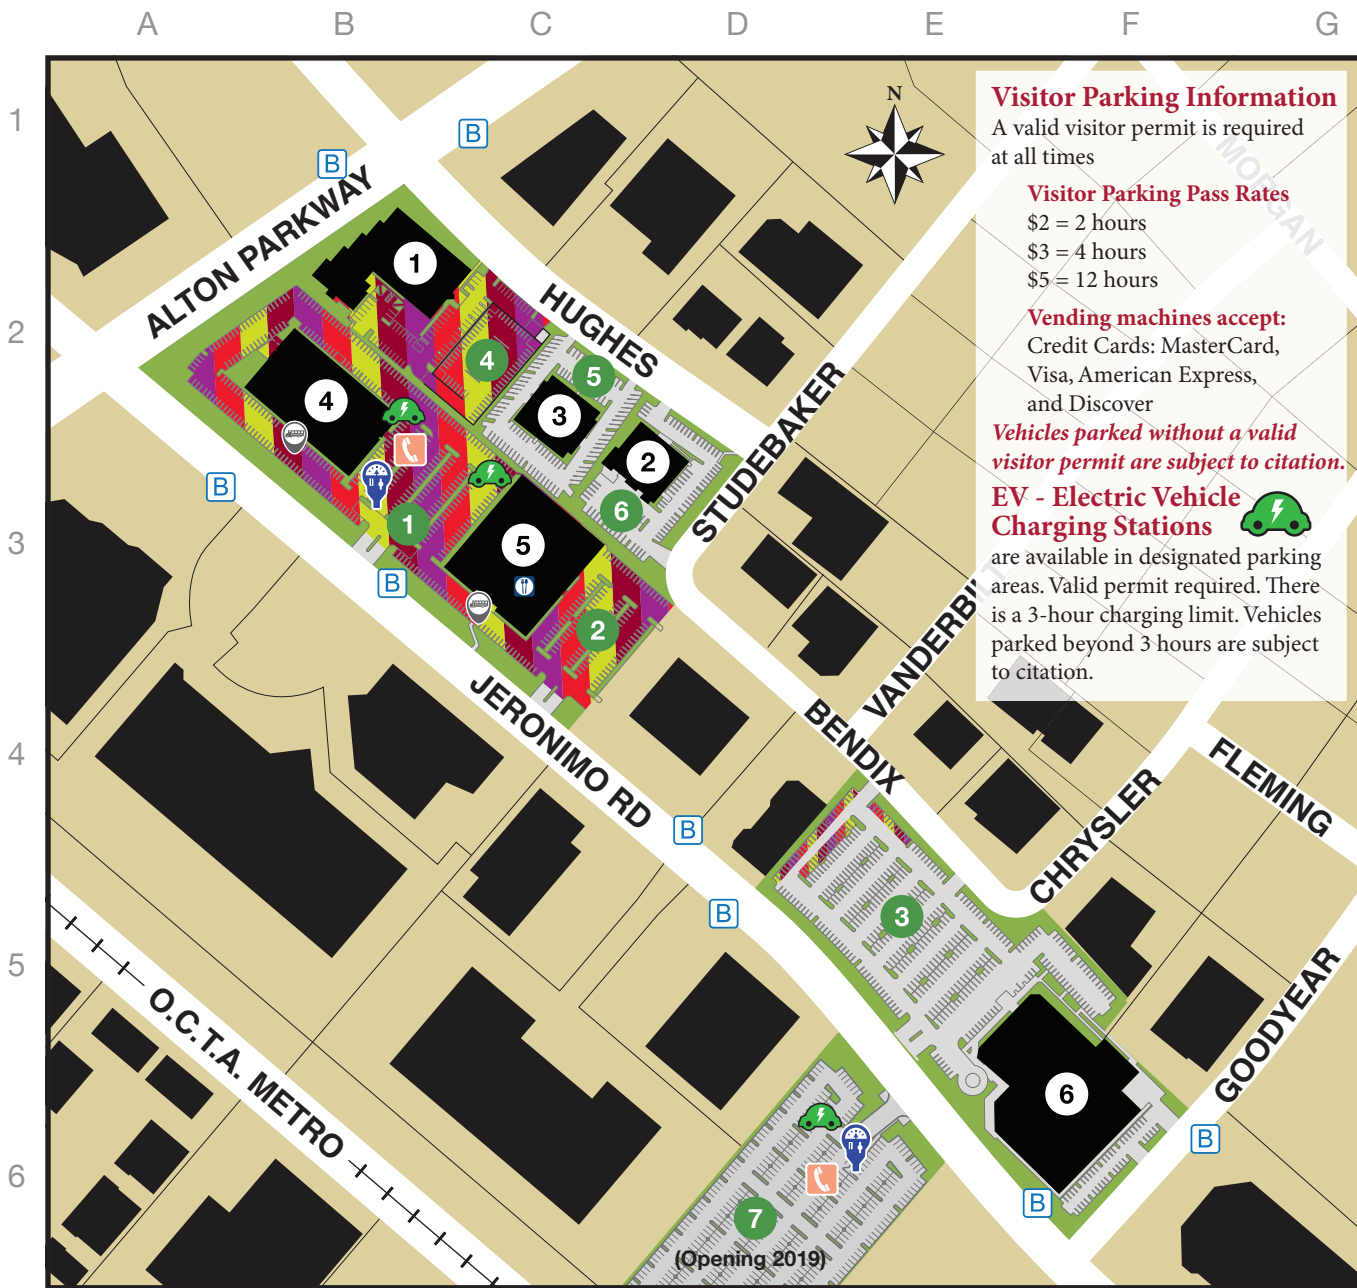 A B C D E F G
1
2
3
4
5
6
N
Visitor Parking Information
A valid visitor permit is required
at all times
Visitor Parking Pass Rates
$2 = 2 hours
$3 = 4 hours
$5 = 12 hours
Vending machines accept:
Credit Cards: MasterCard,
Visa, American Express,
and Discover
Vehicles parked without a valid
visitor permit are subject to citation.
EV - Electric Vehicle
Charging Stations
are available in designated parking
areas. Valid permit required. There
is a 3-hour charging limit. Vehicles
parked beyond 3 hours are subject
to citation.
MORGAN
B
B
ALTON PARKWAY
HUGHES
STUDEBAKER
VANDERBILT
BENDIX
CHRYSLER
FLEMING
GOODYEAR
JERONIMO RD
O.C.T.A. METRO
1
4
5
3
4
2
6
1
5
2
B
B
B
B
3
6
B
B
7
(Opening 2019)